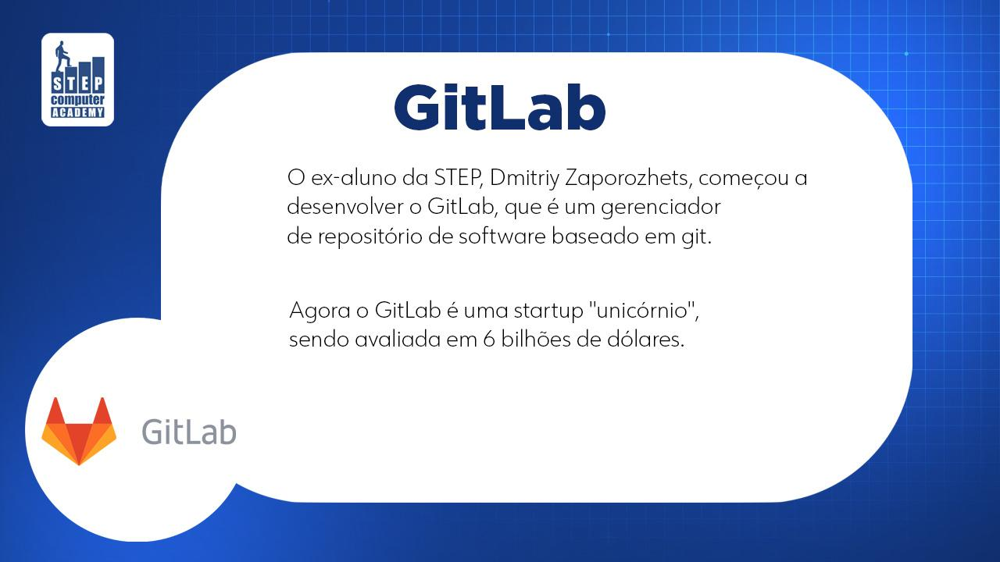 STEP
computer
ACADEMY
GitLab
O ex-aluno da STEP, Dmitriy Zaporozhets, começou a
desenvolver o GitLab, que é um gerenciador
de repositório de software baseado em git.
Agora o GitLab é uma startup "unicórnio",
sendo avaliada em 6 bilhões de dólares.
GitLab